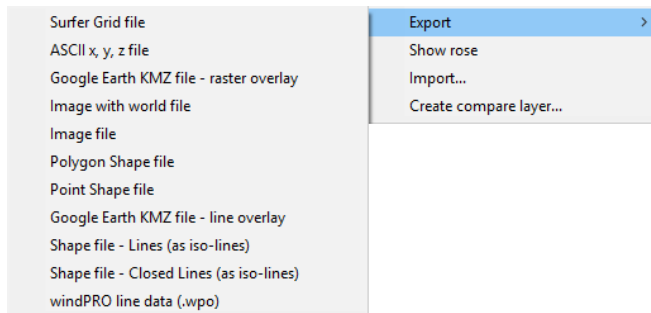 Surfer Grid file
ASCII x, y, z file
Google Earth KMZ file - raster overlay
Image with world file
Image file
Polygon Shape file
Point Shape file
Google Earth KMZ file - line overlay
Shape file - Lines (as iso-lines)
Shape file - Closed Lines (as iso-lines)
windPRO line data (.wpo)
Export
Show rose
Import...
Create compare layer...